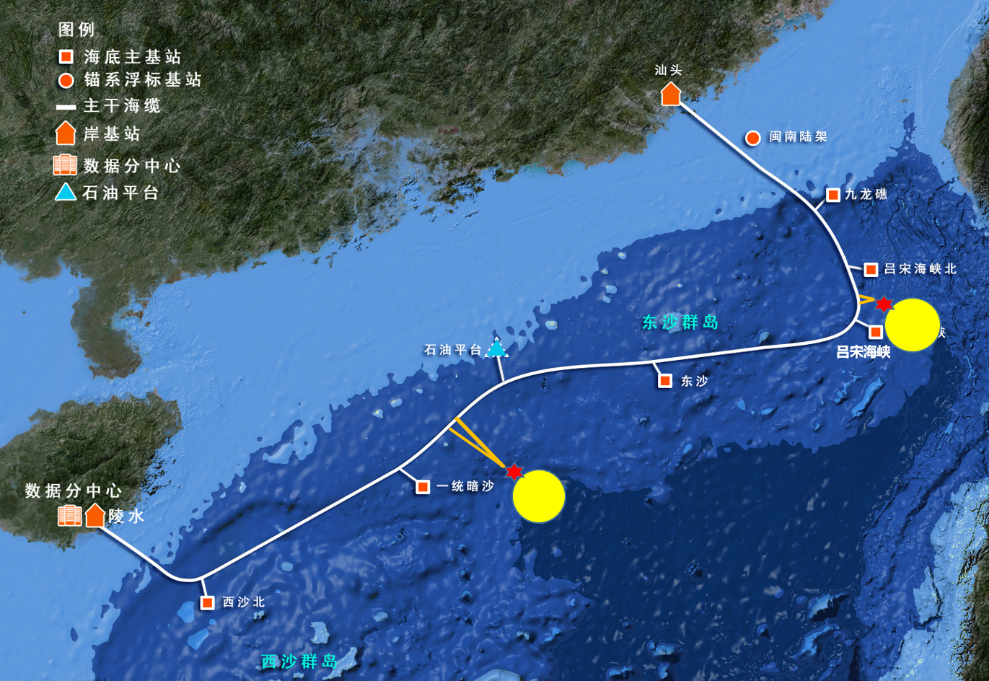 图例
海底主基站
锚系浮标基站
主干海缆
岸基站
数据分中心
石油平台
汕头
闽南陆架
九龙礁
吕宋海峡北
东沙群岛
石油平台
峡
吕宋海峡
东沙
一统暗沙
数据分中心
陵水
西沙北
西沙群岛